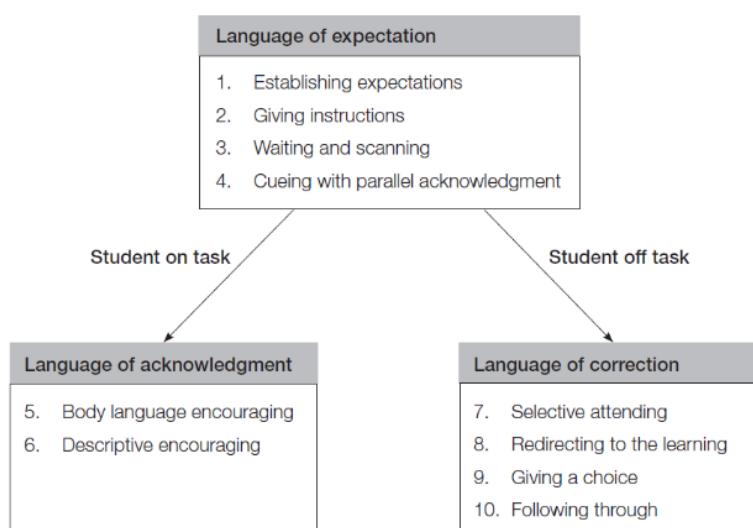 Language of expectation
1. Establishing expectations
2. Giving instructions
3. Waiting and scanning
4. Cueing with parallel acknowledgment
Student on task
Student off task
Language of acknowledgment
5. Body language encouraging
6. Descriptive encouraging
Language of correction
7. Selective attending
8. Redirecting to the learning
9. Giving a choice
10. Following through